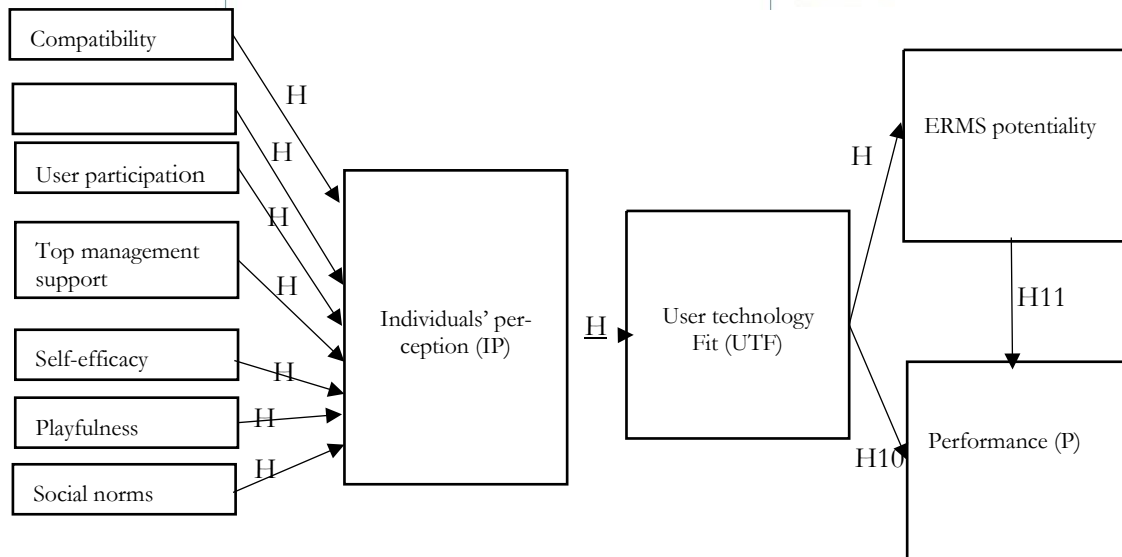 Compatibility
H
H
User participation
H
Top management
support
H
Self-efficacy
H
Playfulness
H
Social norms
H
Individuals’ per-
ception (IP)
H
User technology
Fit (UTF)
H
ERMS potentiality
H11
H10
Performance (P)